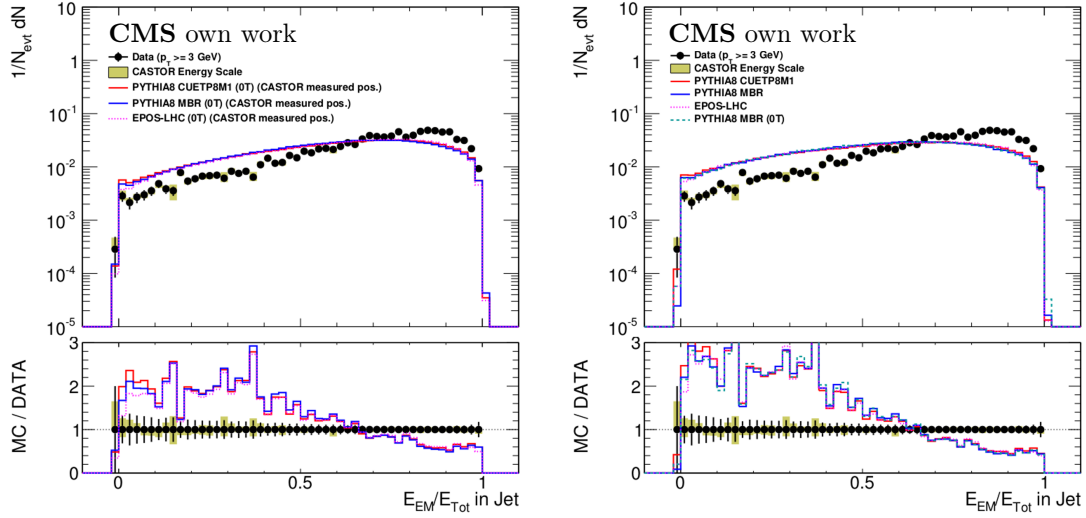 1/N_evt dN
CMS own work
Data (p_T >= 3 GeV)
CASTOR Energy Scale
PYTHIA8 CUETP8M1 (0T) (CASTOR measured pos.)
PYTHIA8 MBR (0T) (CASTOR measured pos.)
EPOS-LHC (0T) (CASTOR measured pos.)
10
1
10^-1
10^-2
10^-3
10^-4
10^-5
MC / DATA
3
2
1
0
0 0.5 1
E_EM/E_Tot in Jet
1/N_evt dN
CMS own work
Data (p_T >= 3 GeV)
CASTOR Energy Scale
PYTHIA8 CUETP8M1
PYTHIA8 MBR
EPOS-LHC
PYTHIA8 MBR (0T)
10
1
10^-1
10^-2
10^-3
10^-4
10^-5
MC / DATA
3
2
1
0
0 0.5 1
E_EM/E_Tot in Jet